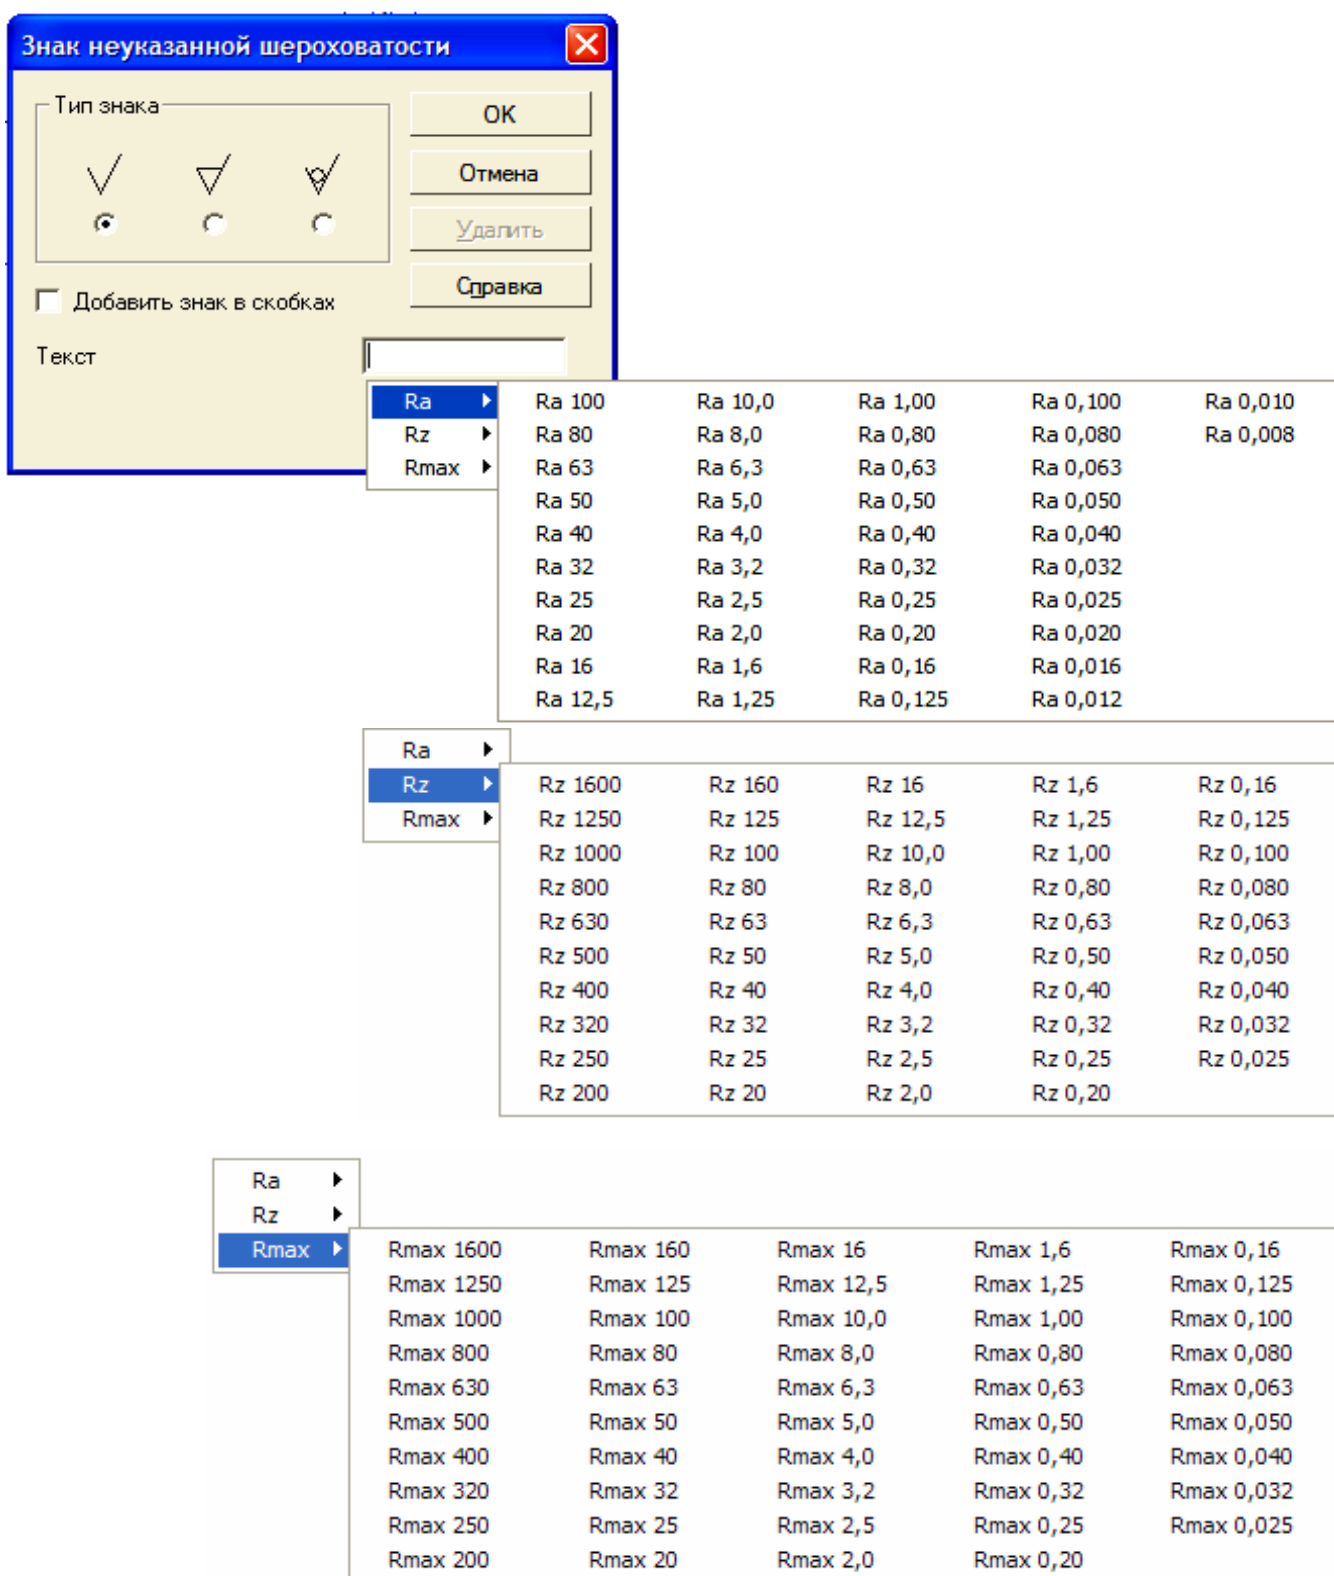 Знак неуказанной шероховатости
Тип знака
OK
Отмена
Удалить
Справка
Добавить знак в скобках
Текст
Ra Ra 100 Ra 10,0 Ra 1,00 Ra 0,100 Ra 0,010
Rz Ra 80 Ra 8,0 Ra 0,80 Ra 0,080 Ra 0,008
Rmax Ra 63 Ra 6,3 Ra 0,63 Ra 0,063
Ra 50 Ra 5,0 Ra 0,50 Ra 0,050
Ra 40 Ra 4,0 Ra 0,40 Ra 0,040
Ra 32 Ra 3,2 Ra 0,32 Ra 0,032
Ra 25 Ra 2,5 Ra 0,25 Ra 0,025
Ra 20 Ra 2,0 Ra 0,20 Ra 0,020
Ra 16 Ra 1,6 Ra 0,16 Ra 0,016
Ra 12,5 Ra 1,25 Ra 0,125 Ra 0,012
Ra
Rz Rz 1600 Rz 160 Rz 16 Rz 1,6 Rz 0,16
Rmax Rz 1250 Rz 125 Rz 12,5 Rz 1,25 Rz 0,125
Rz 1000 Rz 100 Rz 10,0 Rz 1,00 Rz 0,100
Rz 800 Rz 80 Rz 8,0 Rz 0,80 Rz 0,080
Rz 630 Rz 63 Rz 6,3 Rz 0,63 Rz 0,063
Rz 500 Rz 50 Rz 5,0 Rz 0,50 Rz 0,050
Rz 400 Rz 40 Rz 4,0 Rz 0,40 Rz 0,040
Rz 320 Rz 32 Rz 3,2 Rz 0,32 Rz 0,032
Rz 250 Rz 25 Rz 2,5 Rz 0,25 Rz 0,025
Rz 200 Rz 20 Rz 2,0 Rz 0,20
Ra
Rz
Rmax Rmax 1600 Rmax 160 Rmax 16 Rmax 1,6 Rmax 0,16
Rmax 1250 Rmax 125 Rmax 12,5 Rmax 1,25 Rmax 0,125
Rmax 1000 Rmax 100 Rmax 10,0 Rmax 1,00 Rmax 0,100
Rmax 800 Rmax 80 Rmax 8,0 Rmax 0,80 Rmax 0,080
Rmax 630 Rmax 63 Rmax 6,3 Rmax 0,63 Rmax 0,063
Rmax 500 Rmax 50 Rmax 5,0 Rmax 0,50 Rmax 0,050
Rmax 400 Rmax 40 Rmax 4,0 Rmax 0,40 Rmax 0,040
Rmax 320 Rmax 32 Rmax 3,2 Rmax 0,32 Rmax 0,032
Rmax 250 Rmax 25 Rmax 2,5 Rmax 0,25 Rmax 0,025
Rmax 200 Rmax 20 Rmax 2,0 Rmax 0,20